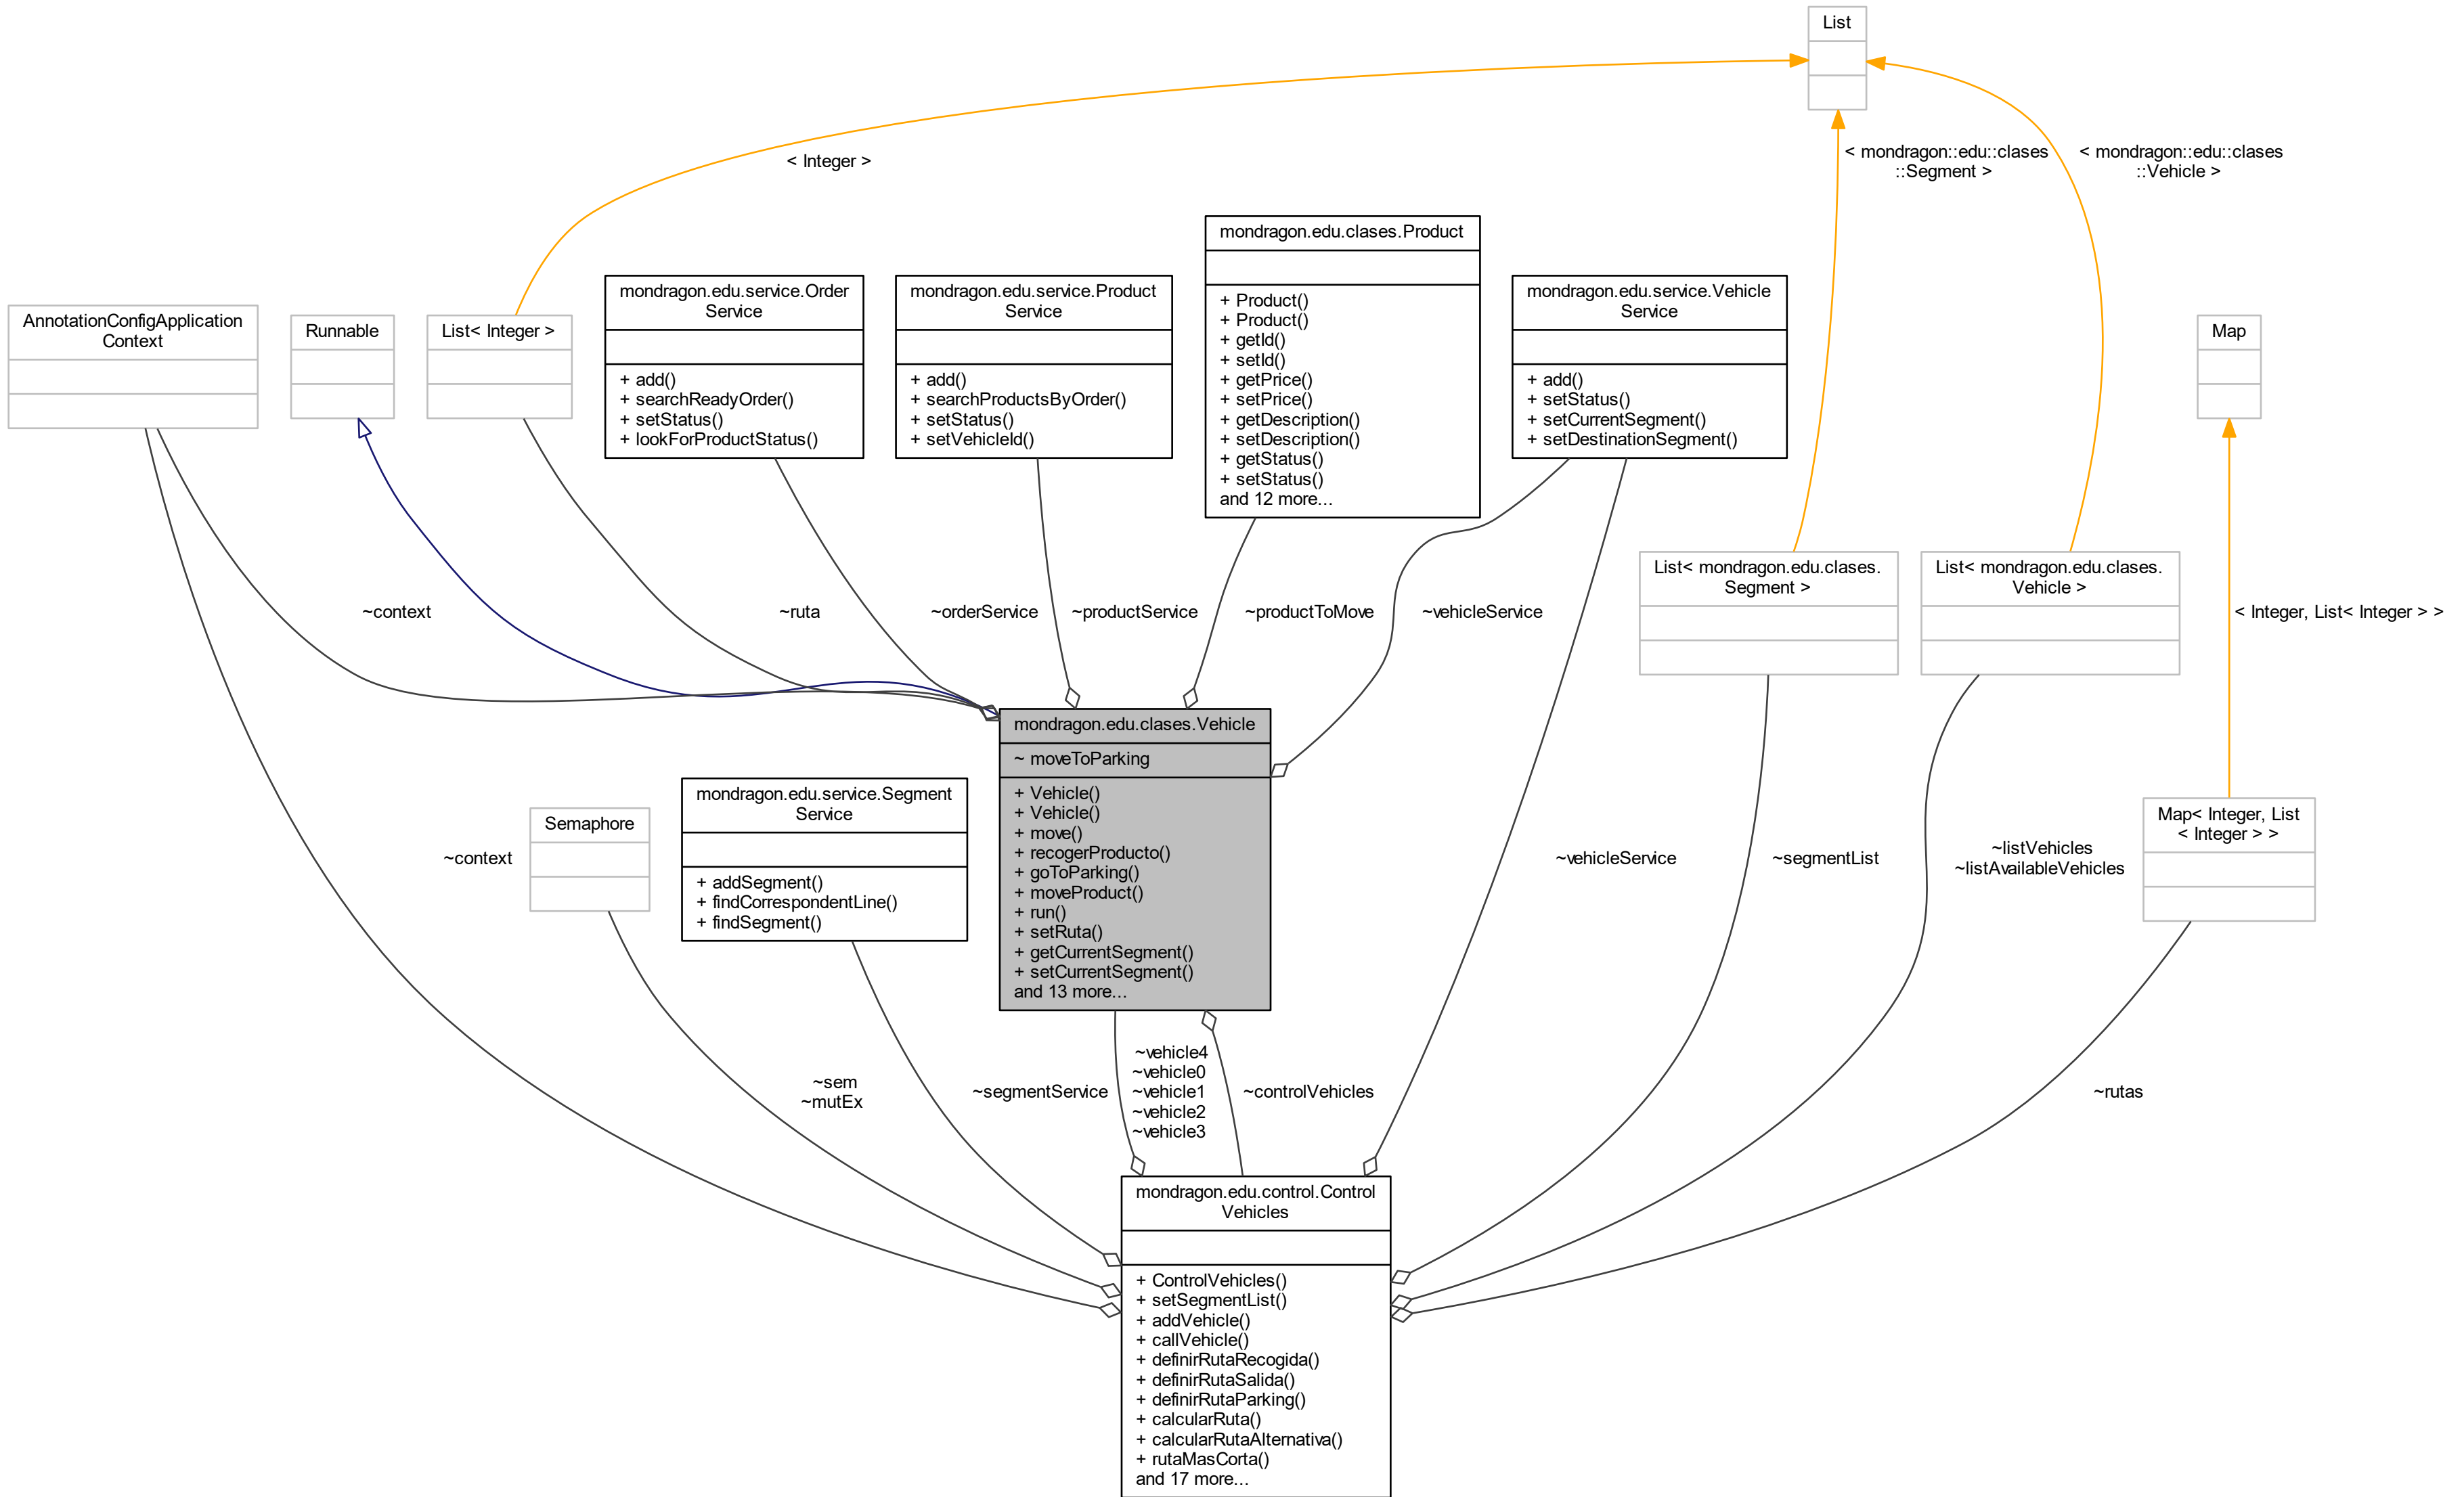 List
< Integer >
< mondragon::edu::clases
::Segment >
< mondragon::edu::clases
::Vehicle >
AnnotationConfigApplication
Context
Runnable
List< Integer >
mondragon.edu.service.Order
Service
+ add()
+ searchReadyOrder()
+ setStatus()
+ lookForProductStatus()
mondragon.edu.service.Product
Service
+ add()
+ searchProductsByOrder()
+ setStatus()
+ setVehicleId()
mondragon.edu.clases.Product
+ Product()
+ Product()
+ getId()
+ setId()
+ getPrice()
+ setPrice()
+ getDescription()
+ setDescription()
+ getStatus()
+ setStatus()
and 12 more...
mondragon.edu.service.Vehicle
Service
+ add()
+ setStatus()
+ setCurrentSegment()
+ setDestinationSegment()
Map
List< mondragon.edu.clases.
Segment >
List< mondragon.edu.clases.
Vehicle >
< Integer, List< Integer > >
~context
~ruta
~orderService
~productService
~productToMove
~vehicleService
mondragon.edu.clases.Vehicle
~ moveToParking
+ Vehicle()
+ Vehicle()
+ move()
+ recogerProducto()
+ goToParking()
+ moveProduct()
+ run()
+ setRuta()
+ getCurrentSegment()
+ setCurrentSegment()
and 13 more...
Semaphore
mondragon.edu.service.Segment
Service
+ addSegment()
+ findCorrespondentLine()
+ findSegment()
Map< Integer, List
< Integer > >
~context
~vehicleService
~segmentList
~listVehicles
~listAvailableVehicles
~sem
~mutEx
~segmentService
~vehicle4
~vehicle0
~vehicle1
~vehicle2
~vehicle3
~controlVehicles
~rutas
mondragon.edu.control.Control
Vehicles
+ ControlVehicles()
+ setSegmentList()
+ addVehicle()
+ callVehicle()
+ definirRutaRecogida()
+ definirRutaSalida()
+ definirRutaParking()
+ calcularRuta()
+ calcularRutaAlternativa()
+ rutaMasCorta()
and 17 more...